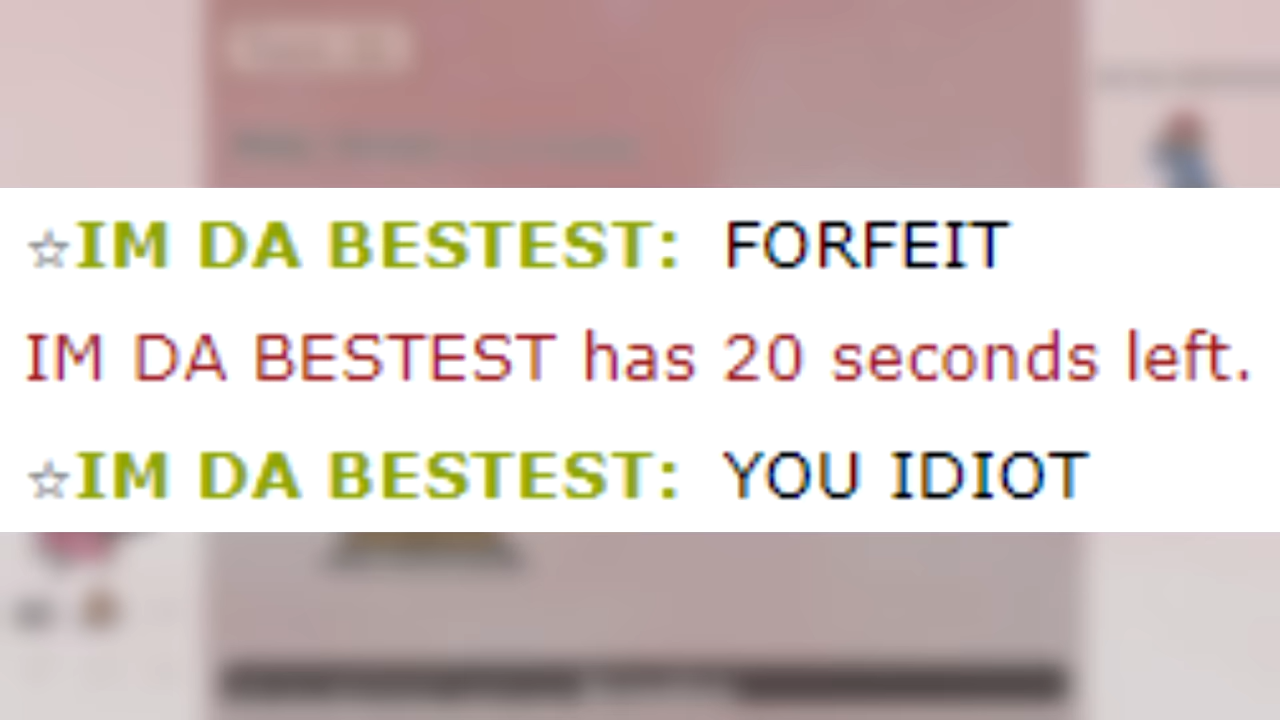 ☆IM DA BESTEST: FORFEIT
IM DA BESTEST has 20 seconds left.
☆IM DA BESTEST: YOU IDIOT